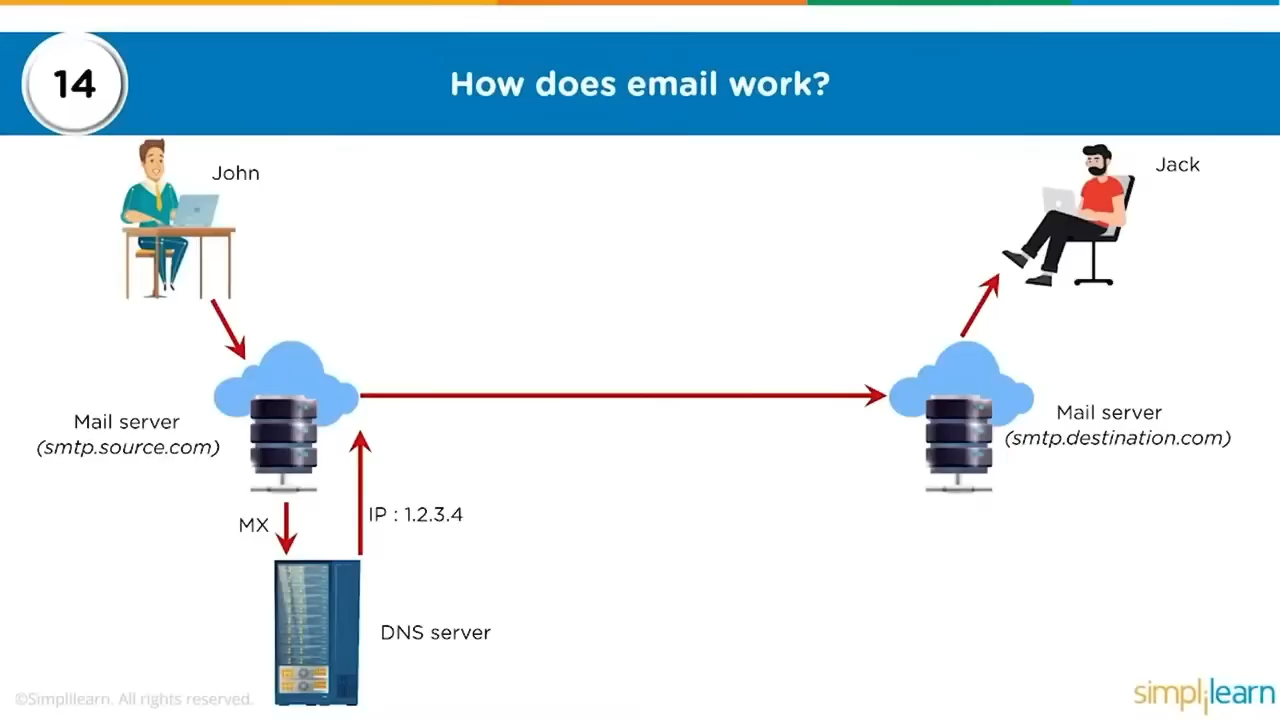 14
How does email work?
John
Jack
Mail server
(smtp.source.com)
Mail server
(smtp.destination.com)
MX
IP : 1.2.3.4
DNS server
©Simplilearn. All rights reserved.
simplilearn